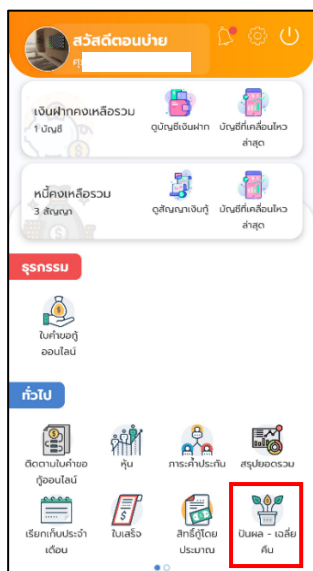 สวัสดีตอนบ่าย
เงินฝากคงเหลือรวม
1 บัญชี
ดูบัญชีเงินฝาก
บัญชีที่เคลื่อนไหว
ล่าสุด
หนี้คงเหลือรวม
3 สัญญา
ดูสัญญาเงินกู้
บัญชีที่เคลื่อนไหว
ล่าสุด
ธุรกรรม
ใบคำขอกู้
ออนไลน์
ทั่วไป
ติดตามใบคำขอ
กู้ออนไลน์
หุ้น
ภาระค้ำประกัน
สรุปยอดรวม
เรียกเก็บประจำ
เดือน
ใบเสร็จ
สิทธิ์กู้โดย
ประมาณ
ปันผล - เฉลี่ย
คืน